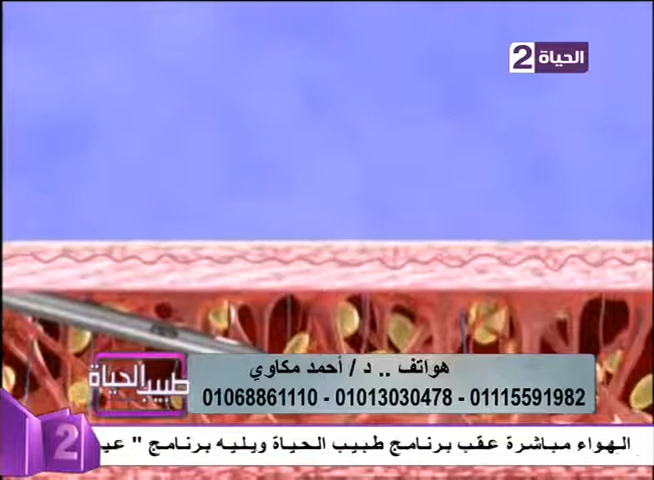 الحياة 2
هواتف .. د / أحمد مكاوي
01068861110 - 01013030478 - 01115591982
طبيب الحياة
الهواء مباشرة عقب برنامج طبيب الحياة ويليه برنامج "
2